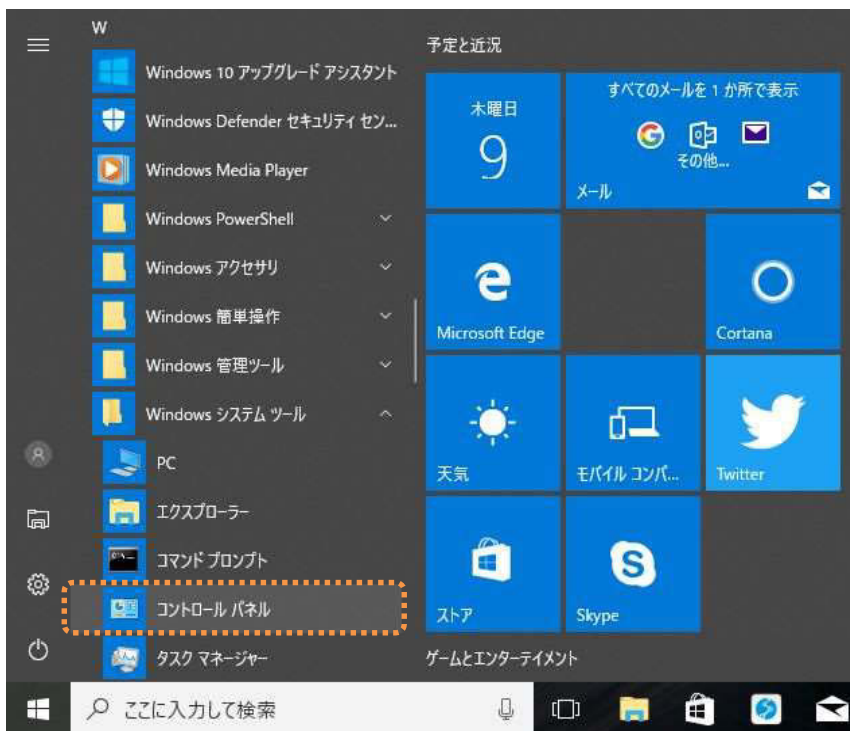 W
Windows 10 アップグレード アシスタント
Windows Defender セキュリティ セン...
Windows Media Player
Windows PowerShell
Windows アクセサリ
Windows 簡単操作
Windows 管理ツール
Windows システム ツール
PC
エクスプローラー
コマンド プロンプト
コントロール パネル
タスク マネージャー
予定と近況
木曜日
9
すべてのメールを 1 か所で表示
その他...
メール
Microsoft Edge
Cortana
天気
モバイル コンパ...
Twitter
ストア
Skype
ゲームとエンターテイメント
ここに入力して検索